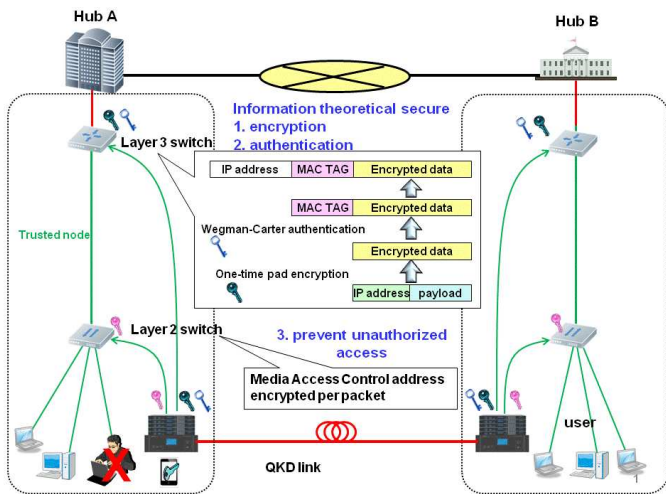 Hub A
Hub B
Information theoretical secure
1. encryption
2. authentication
Layer 3 switch
IP address MAC TAG Encrypted data
MAC TAG Encrypted data
Wegman-Carter authentication
Encrypted data
Trusted node
One-time pad encryption
IP address payload
Layer 2 switch
3. prevent unauthorized
access
Media Access Control address
encrypted per packet
user
QKD link